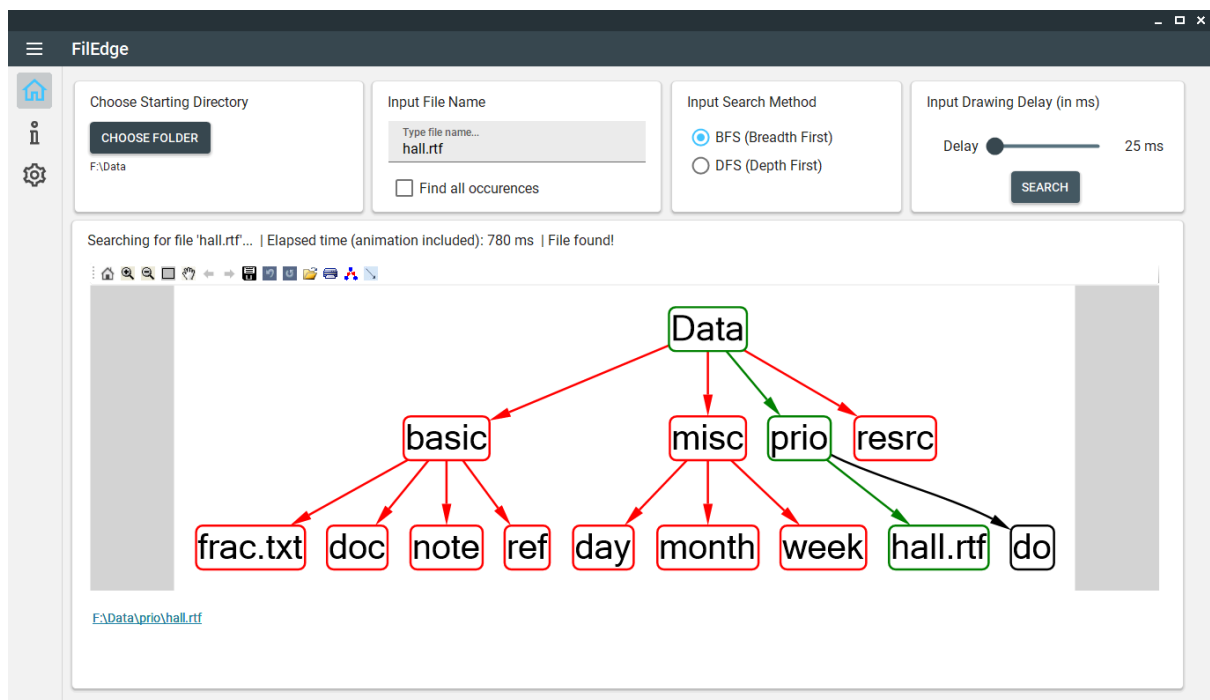 FilEdge
Choose Starting Directory
CHOOSE FOLDER
F:\Data
Input File Name
Type file name...
hall.rtf
Find all occurences
Input Search Method
BFS (Breadth First)
DFS (Depth First)
Input Drawing Delay (in ms)
Delay 25 ms
SEARCH
Searching for file 'hall.rtf'... | Elapsed time (animation included): 780 ms | File found!
Data
basic misc prio resrc
frac.txt doc note ref day month week hall.rtf do
F:\Data\prio\hall.rtf